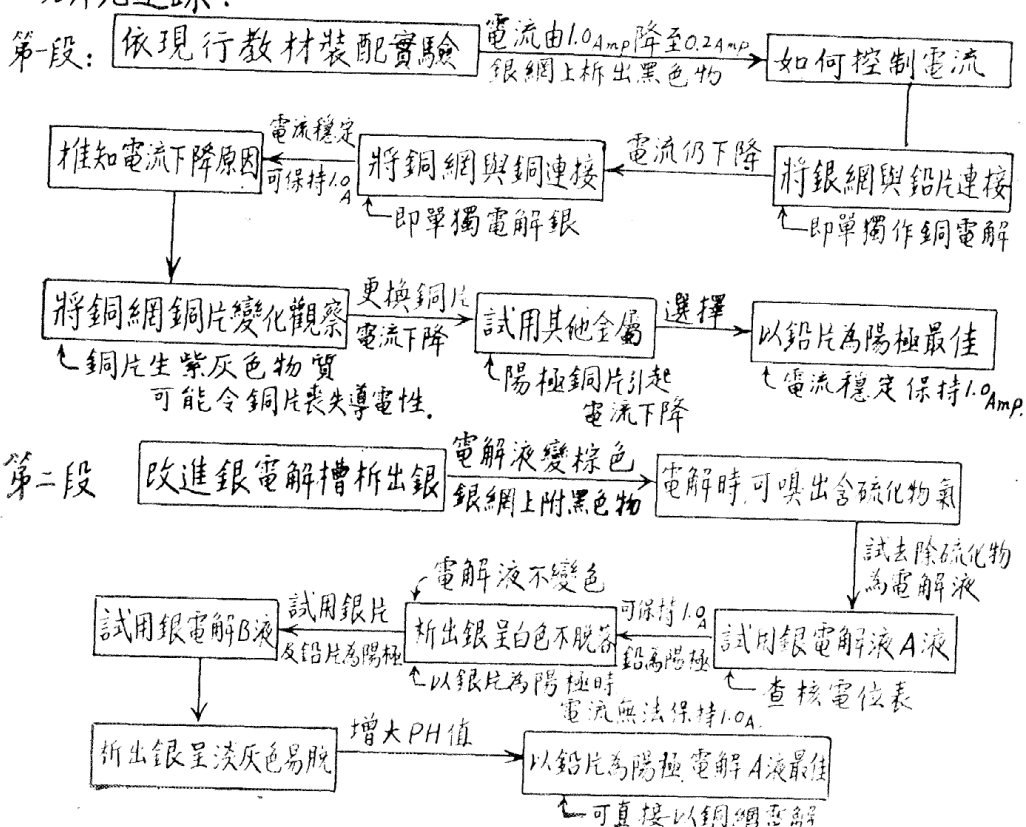 第一段：
依現行教材裝配實驗
電流由1.0Amp降至0.2Amp
銀網上析出黑色物
如何控制電流
將銀網與鉛片連接
即單獨作銅電解
電流仍下降
將銅網與銅連接
即單獨電解銀
電流穩定
可保持1.0A
推知電流下降原因
將銅網銅片變化觀察
銅片生紫灰色物質
可能令銅片喪失導電性.
更換銅片
電流下降
試用其他金屬
陽極銅片引起
電流下降
選擇
以鉛片為陽極最佳
電流穩定保持1.0Amp.
第二段
改進銀電解槽析出銀
電解液變棕色
銀網上附黑色物
電解時可嗅出含硫化物氣
試去除硫化物
為電解液
試用銀電解液A液
查核電位表
可保持1.0A
鉛為陽極
電解液不變色
析出銀呈白色不脫落
以銀片為陽極時
電流無法保持1.0A.
試用銀片
及鉛片為陽極
試用銀電解B液
析出銀呈淡灰色易脫
增大PH值
以鉛片為陽極電解A液最佳
可直接以銅網電解